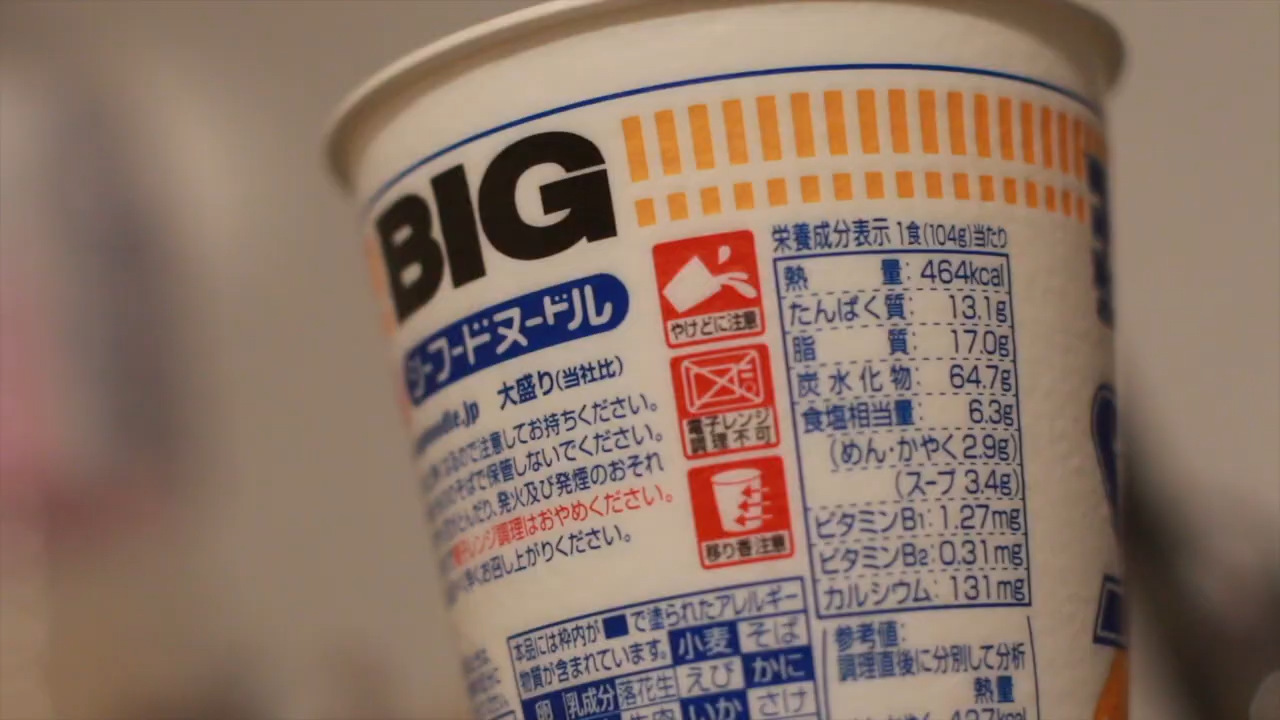 BIG
シーフードヌードル
大盛り(当社比)
ので注意してお持ちください。
そばで保管しないでください。
発火及び発煙のおそれ
レンジ調理はおやめください。
お召し上がりください。
やけどに注意
電子レンジ
調理不可
移り香注意
栄養成分表示 1食(104g)当たり
熱量: 464kcal
たんぱく質: 13.1g
脂質: 17.0g
炭水化物: 64.7g
食塩相当量: 6.3g
(めん・かやく 2.9g)
(スープ 3.4g)
ビタミンB1: 1.27mg
ビタミンB2: 0.31mg
カルシウム: 131mg
本品には枠内が■で塗られたアレルギー
物質が含まれています。
小麦 そば
卵 乳成分 落花生 えび かに
いか さけ
参考値:
調理直後に分別して分析
熱量